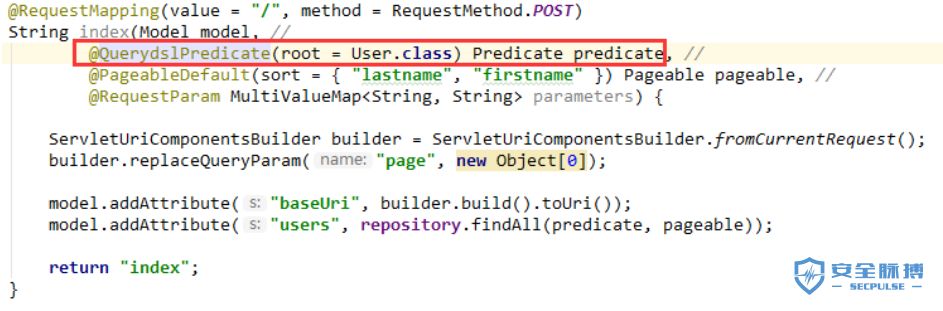 @RequestMapping(value = "/", method = RequestMethod.POST)
String index(Model model, //
@QuerydslPredicate(root = User.class) Predicate predicate, //
@PageableDefault(sort = { "lastname", "firstname" }) Pageable pageable, //
@RequestParam MultiValueMap<String, String> parameters) {
ServletUriComponentsBuilder builder = ServletUriComponentsBuilder.fromCurrentRequest();
builder.replaceQueryParam( name: "page", new Object[0]);
model.addAttribute( s: "baseUri", builder.build().toUri());
model.addAttribute( s: "users", repository.findAll(predicate, pageable));
return "index";
}
安全脉搏
SECPULSE